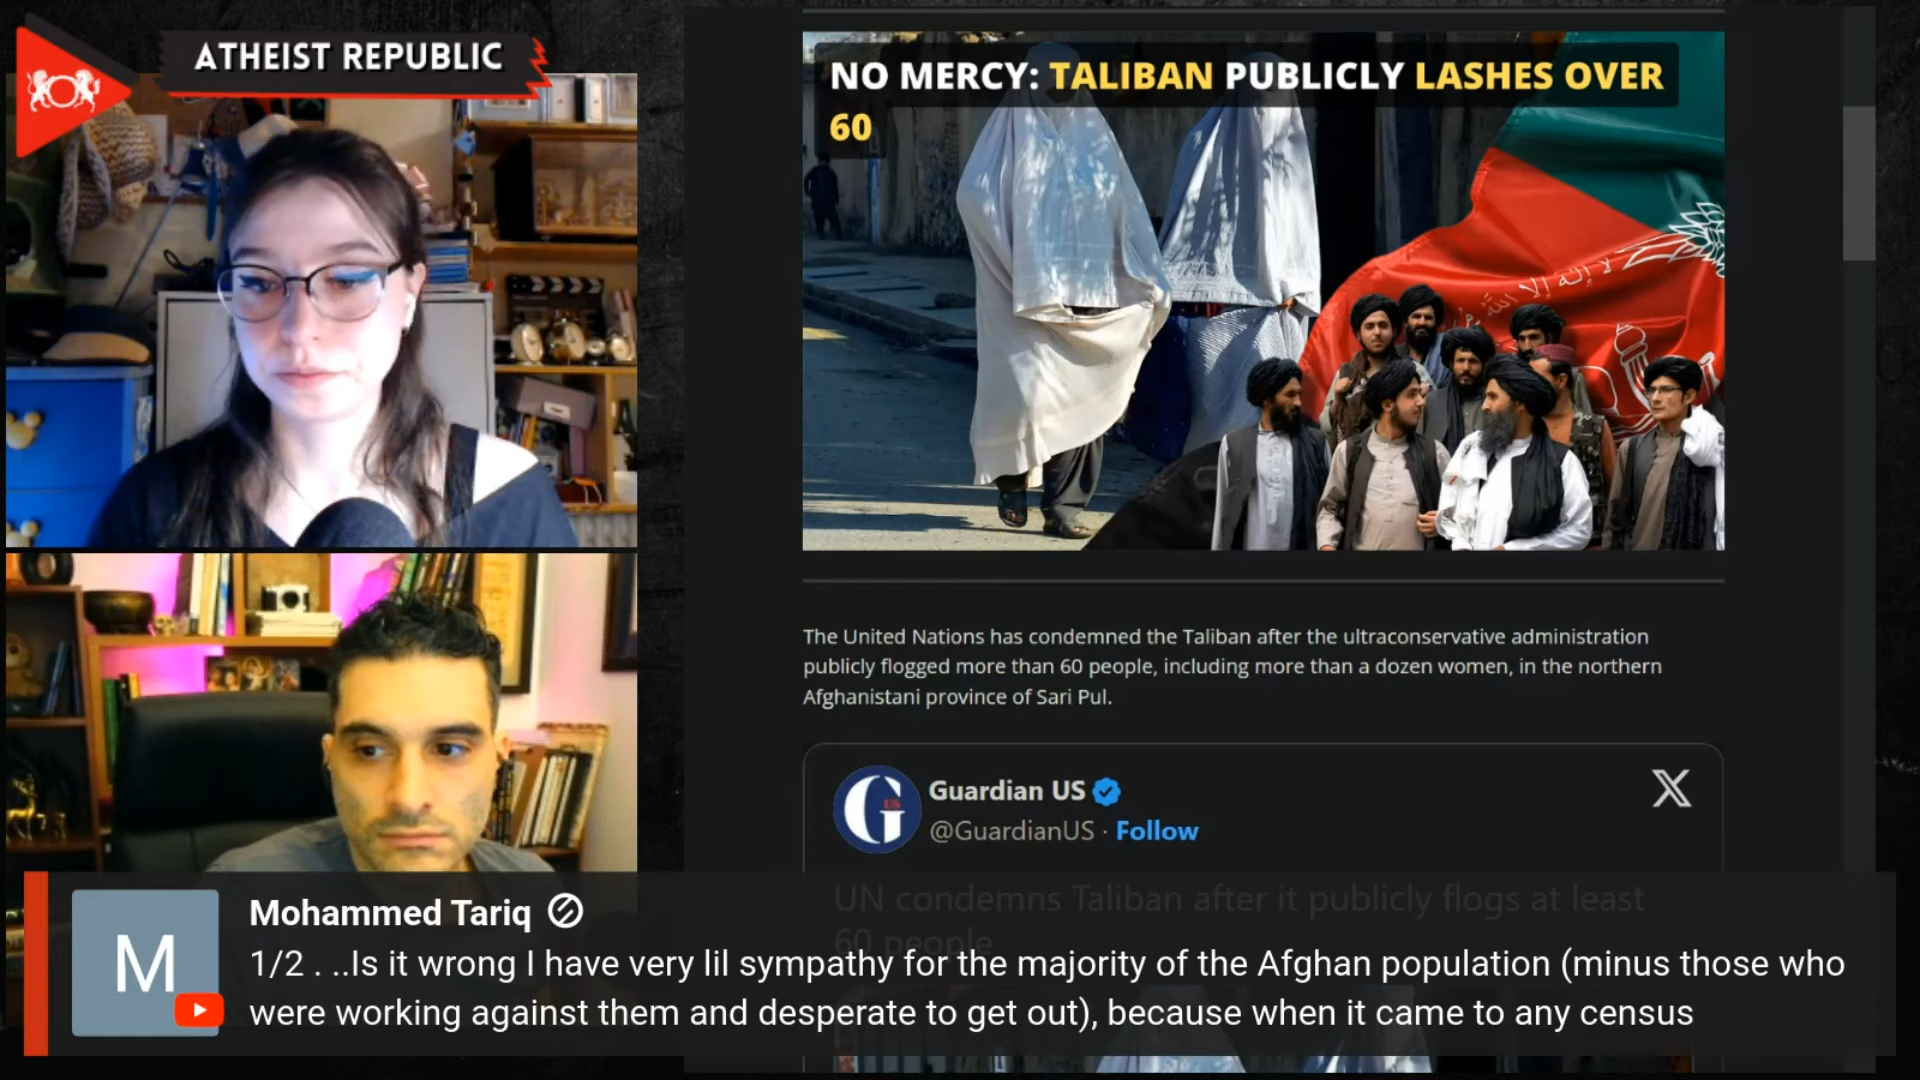 ATHEIST REPUBLIC
NO MERCY: TALIBAN PUBLICLY LASHES OVER
60
The United Nations has condemned the Taliban after the ultraconservative administration
publicly flogged more than 60 people, including more than a dozen women, in the northern
Afghanistani province of Sari Pul.
G US
Guardian US
@GuardianUS · Follow
UN condemns Taliban after it publicly flogs at least
60 people
M
Mohammed Tariq
1/2 . ..Is it wrong I have very lil sympathy for the majority of the Afghan population (minus those who
were working against them and desperate to get out), because when it came to any census